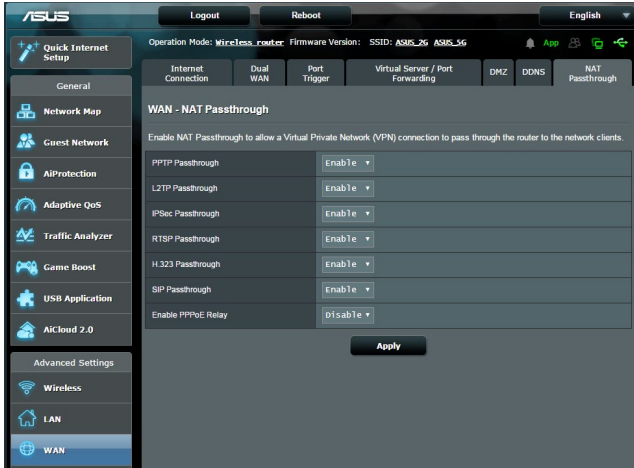 ASUS
Logout
Reboot
English
Operation Mode: Wireless router Firmware Version: SSID: ASUS_2G ASUS_5G
App
Quick Internet
Setup
General
Network Map
Guest Network
AiProtection
Adaptive QoS
Traffic Analyzer
Game Boost
USB Application
AiCloud 2.0
Advanced Settings
Wireless
LAN
WAN
Internet
Connection
Dual
WAN
Port
Trigger
Virtual Server / Port
Forwarding
DMZ
DDNS
NAT
Passthrough
WAN - NAT Passthrough
Enable NAT Passthrough to allow a Virtual Private Network (VPN) connection to pass through the router to the network clients.
PPTP Passthrough Enable
L2TP Passthrough Enable
IPSec Passthrough Enable
RTSP Passthrough Enable
H.323 Passthrough Enable
SIP Passthrough Enable
Enable PPPoE Relay Disable
Apply